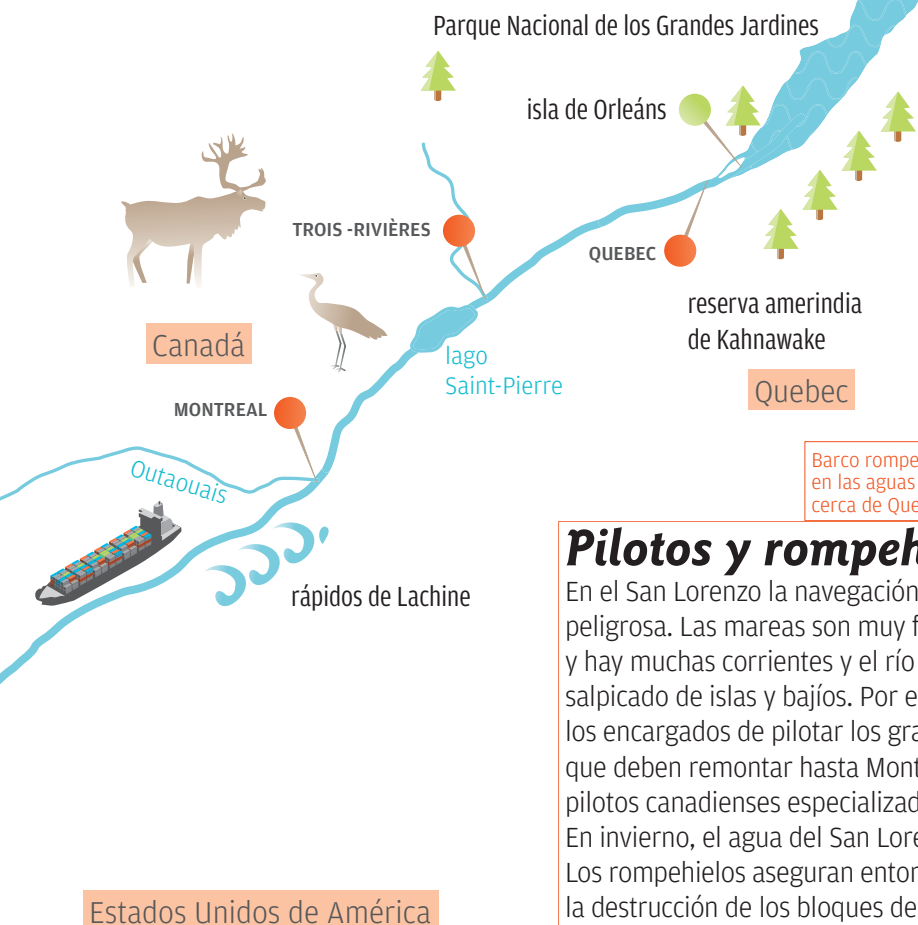 Parque Nacional de los Grandes Jardines
isla de Orleáns
TROIS -RIVIÈRES
QUEBEC
reserva amerindia
de Kahnawake
Canadá
lago
Saint-Pierre
Quebec
MONTREAL
Outaouais
rápidos de Lachine
Barco rompe
en las aguas
cerca de Que
Pilotos y rompeh
En el San Lorenzo la navegación
peligrosa. Las mareas son muy f
y hay muchas corrientes y el río
salpicado de islas y bajíos. Por e
los encargados de pilotar los gra
que deben remontar hasta Mont
pilotos canadienses especializad
En invierno, el agua del San Lore
Los rompehielos aseguran enton
la destrucción de los bloques de
Estados Unidos de América